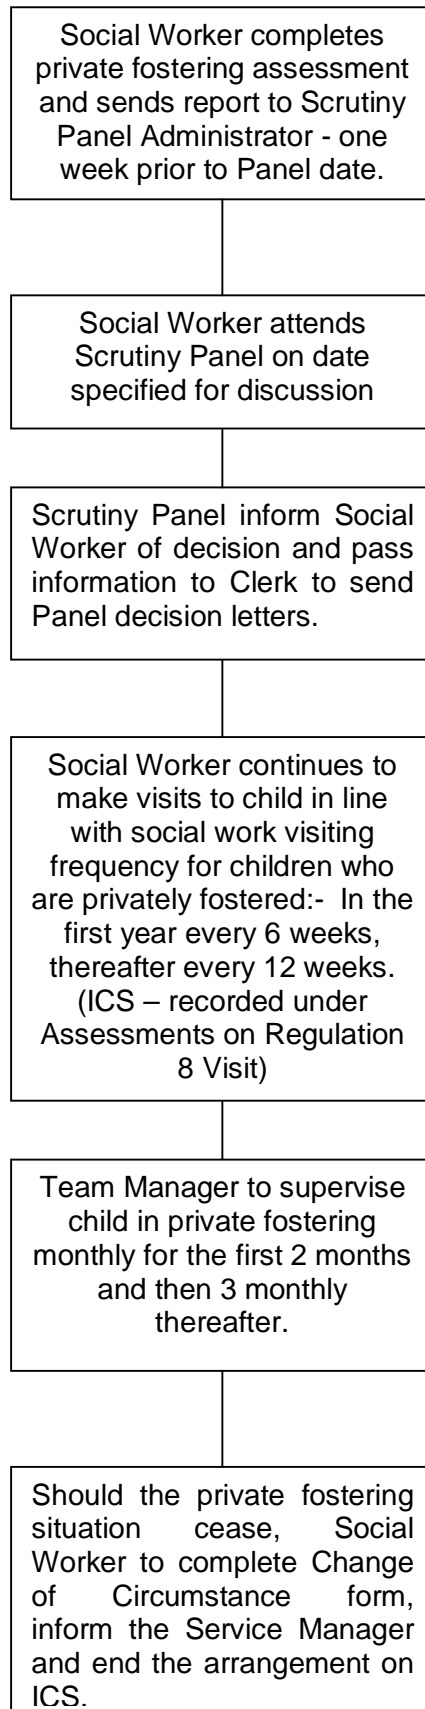 Social Worker completes
private fostering assessment
and sends report to Scrutiny
Panel Administrator - one
week prior to Panel date.
Social Worker attends
Scrutiny Panel on date
specified for discussion
Scrutiny Panel inform Social
Worker of decision and pass
information to Clerk to send
Panel decision letters.
Social Worker continues to
make visits to child in line
with social work visiting
frequency for children who
are privately fostered:- In the
first year every 6 weeks,
thereafter every 12 weeks.
(ICS – recorded under
Assessments on Regulation
8 Visit)
Team Manager to supervise
child in private fostering
monthly for the first 2 months
and then 3 monthly
thereafter.
Should the private fostering
situation cease, Social
Worker to complete Change
of Circumstance form,
inform the Service Manager
and end the arrangement on
ICS.